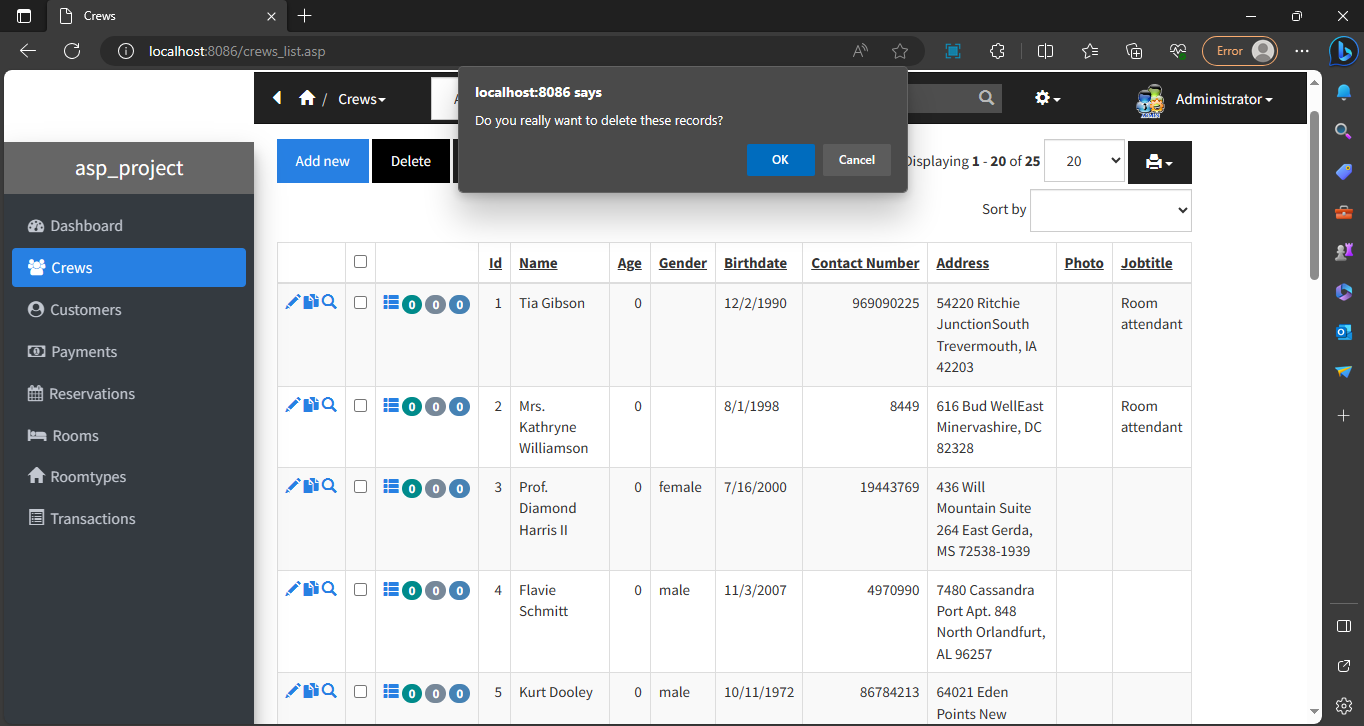 Crews
localhost:8086/crews_list.asp
Error
/ Crews
Administrator
localhost:8086 says
Do you really want to delete these records?
OK
Cancel
asp_project
Add new
Delete
Displaying 1 - 20 of 25
20
Sort by
Dashboard
Crews
Customers
Payments
Reservations
Rooms
Roomtypes
Transactions
Id Name Age Gender Birthdate Contact Number Address Photo Jobtitle
0 0 0 1 Tia Gibson 0 12/2/1990 969090225 54220 Ritchie Room
JunctionSouth attendant
Trevermouth, IA
42203
0 0 0 2 Mrs. 0 8/1/1998 8449 616 Bud WellEast Room
Kathryne Minervashire, DC attendant
Williamson 82328
0 0 0 3 Prof. 0 female 7/16/2000 19443769 436 Will
Diamond Mountain Suite
Harris II 264 East Gerda,
MS 72538-1939
0 0 0 4 Flavie 0 male 11/3/2007 4970990 7480 Cassandra
Schmitt Port Apt. 848
North Orlandfurt,
AL 96257
0 0 0 5 Kurt Dooley 0 male 10/11/1972 86784213 64021 Eden
Points New